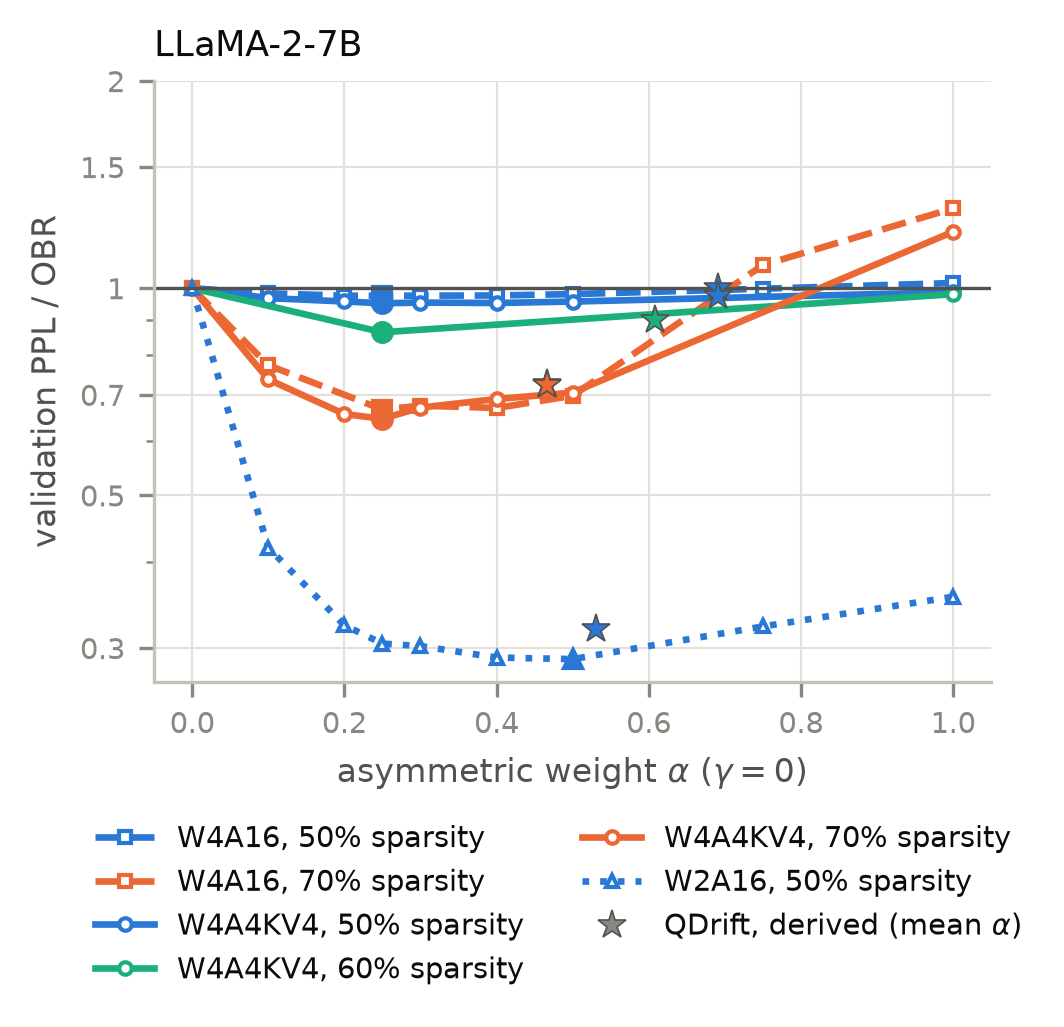 LLaMA-2-7B
2
1.5
1
0.7
0.5
0.3
validation PPL / OBR
0.0 0.2 0.4 0.6 0.8 1.0
asymmetric weight α (γ = 0)
W4A16, 50% sparsity
W4A16, 70% sparsity
W4A4KV4, 50% sparsity
W4A4KV4, 60% sparsity
W4A4KV4, 70% sparsity
W2A16, 50% sparsity
QDrift, derived (mean α)